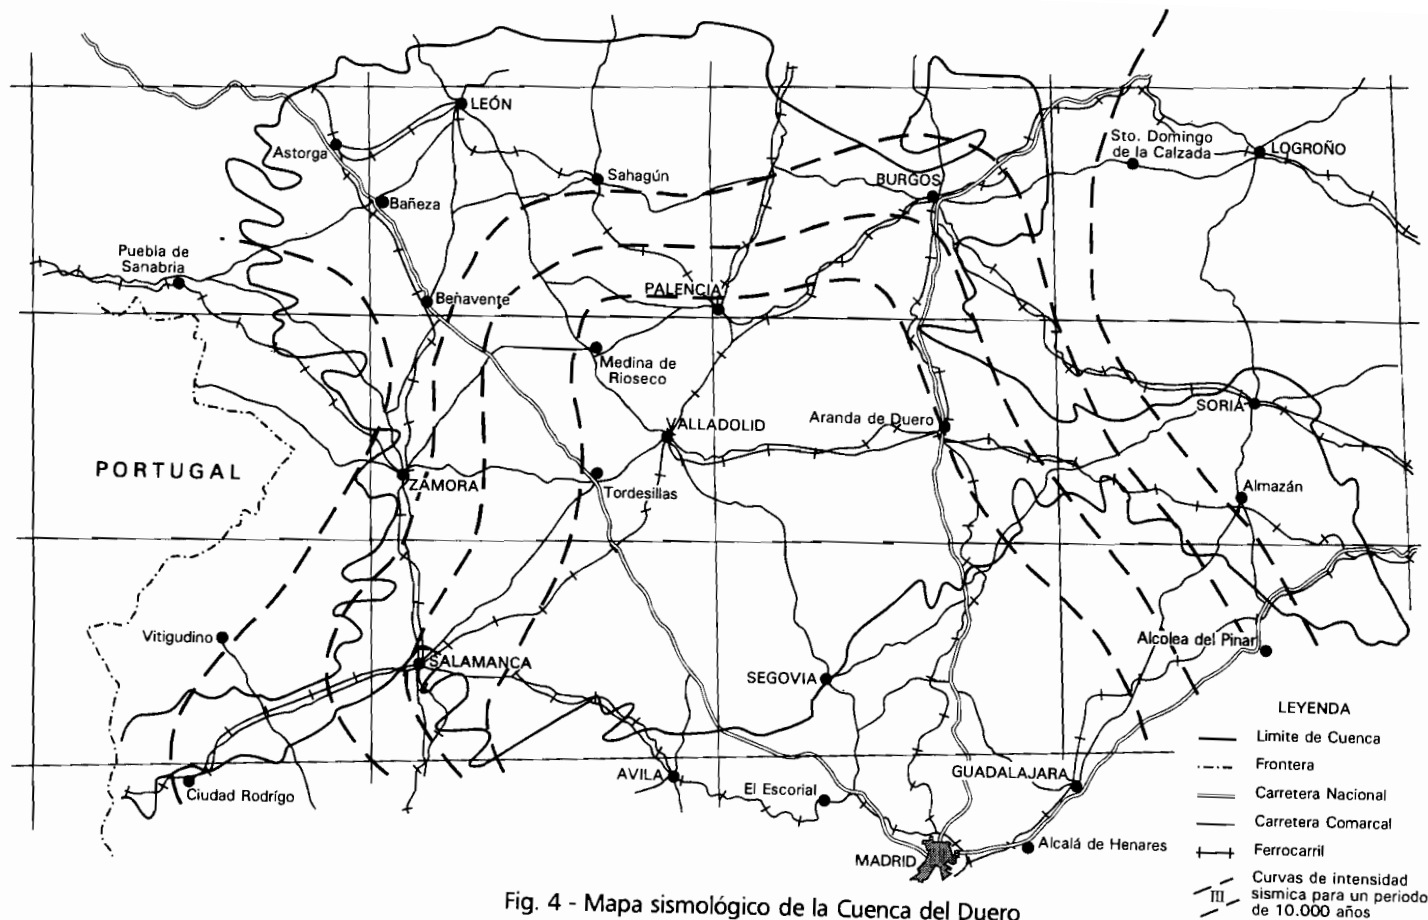 LEÓN
Astorga
Sahagún
Bañeza
Sto. Domingo
de la Calzada
LOGROÑO
BURGOS
Puebla de
Sanabria
Benavente
PALENCIA
Medina de
Rioseco
VALLADOLID
Aranda de Duero
SORIA
PORTUGAL
ZAMORA
Tordesillas
Almazán
Vitigudino
SALAMANCA
SEGOVIA
Alcolea del Pinar
Ciudad Rodrígo
AVILA
El Escorial
GUADALAJARA
MADRID
Alcalá de Henares
LEYENDA
Limite de Cuenca
Frontera
Carretera Nacional
Carretera Comarcal
Ferrocarril
Curvas de intensidad
III sismica para un periodo
de 10.000 años
Fig. 4 - Mapa sismológico de la Cuenca del Duero